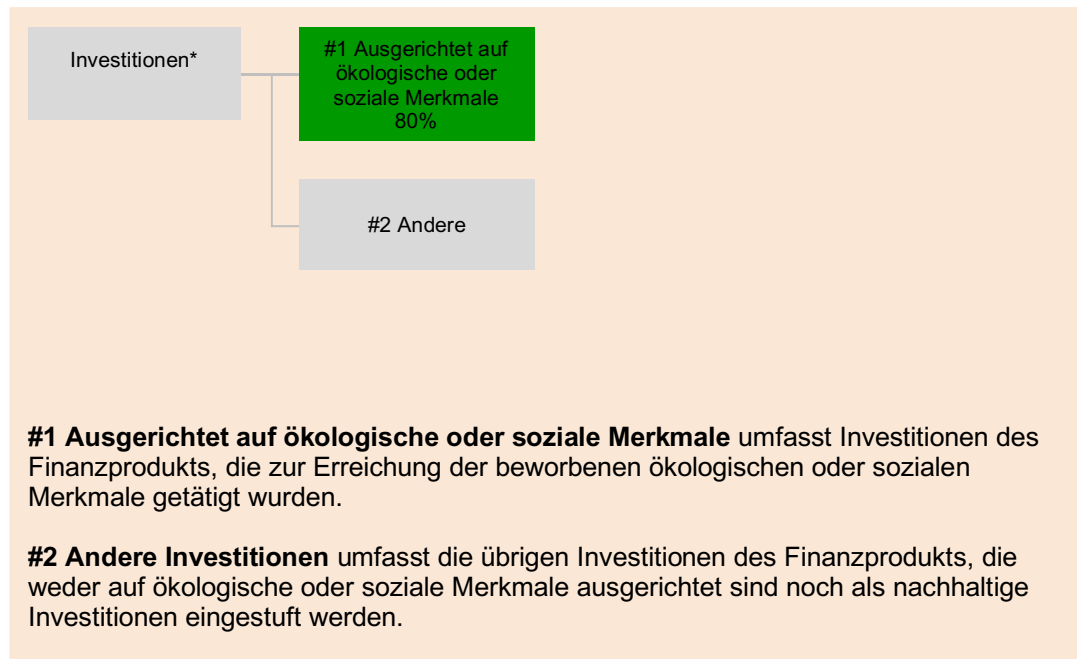 Investitionen*
#1 Ausgerichtet auf
ökologische oder
soziale Merkmale
80%
#2 Andere
#1 Ausgerichtet auf ökologische oder soziale Merkmale umfasst Investitionen des
Finanzprodukts, die zur Erreichung der beworbenen ökologischen oder sozialen
Merkmale getätigt wurden.
#2 Andere Investitionen umfasst die übrigen Investitionen des Finanzprodukts, die
weder auf ökologische oder soziale Merkmale ausgerichtet sind noch als nachhaltige
Investitionen eingestuft werden.